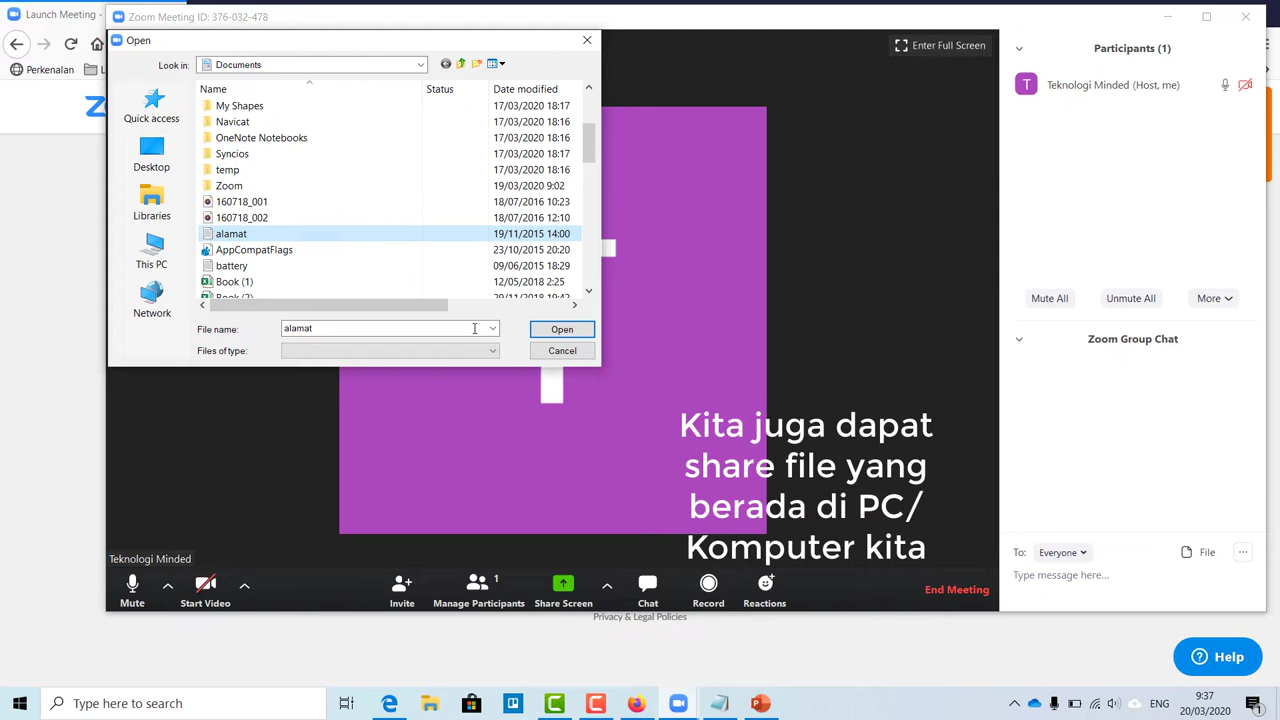 Launch Meeting -
Zoom Meeting ID: 376-032-478
Perkenalan
Open
Look in:
Documents
Name
Status
Date modified
My Shapes
17/03/2020 18:17
Navicat
17/03/2020 18:16
OneNote Notebooks
17/03/2020 18:16
Syncios
17/03/2020 18:17
temp
17/03/2020 18:16
Zoom
19/03/2020 9:02
160718_001
18/07/2016 10:23
160718_002
18/07/2016 12:10
alamat
19/11/2015 14:00
AppCompatFlags
23/10/2015 20:20
battery
09/06/2015 18:29
Book (1)
12/05/2018 2:25
Book (2)
29/11/2018 19:42
Quick access
Desktop
Libraries
This PC
Network
File name:
alamat
Open
Files of type:
Cancel
Enter Full Screen
Participants (1)
T
Teknologi Minded (Host, me)
Mute All
Unmute All
More
Zoom Group Chat
Kita juga dapat
share file yang
berada di PC/
Komputer kita
Teknologi Minded
To:
Everyone
File
Type message here...
Mute
Start Video
Invite
1
Manage Participants
Share Screen
Chat
Record
Reactions
End Meeting
Privacy & Legal Policies
Help
Type here to search
ENG
9:37
20/03/2020
1